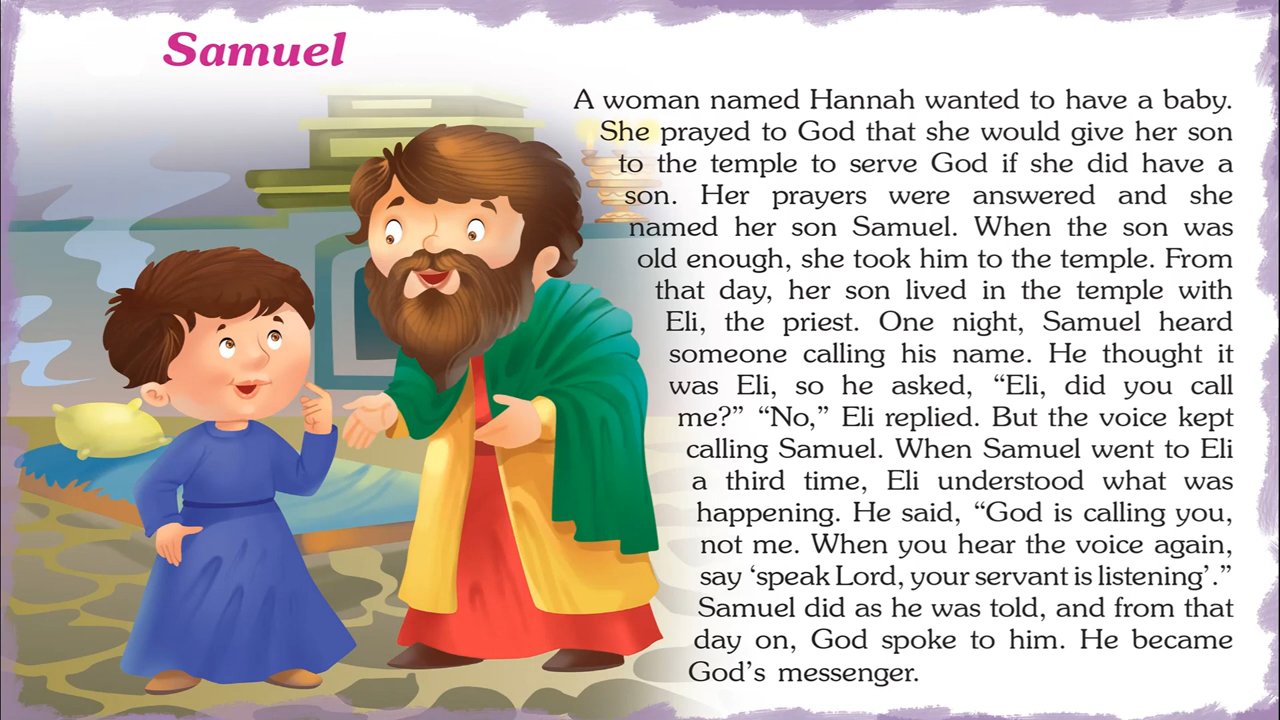 Samuel
A woman named Hannah wanted to have a baby.
She prayed to God that she would give her son
to the temple to serve God if she did have a
son. Her prayers were answered and she
named her son Samuel. When the son was
old enough, she took him to the temple. From
that day, her son lived in the temple with
Eli, the priest. One night, Samuel heard
someone calling his name. He thought it
was Eli, so he asked, “Eli, did you call
me?” “No,” Eli replied. But the voice kept
calling Samuel. When Samuel went to Eli
a third time, Eli understood what was
happening. He said, “God is calling you,
not me. When you hear the voice again,
say ‘speak Lord, your servant is listening’.”
Samuel did as he was told, and from that
day on, God spoke to him. He became
God’s messenger.